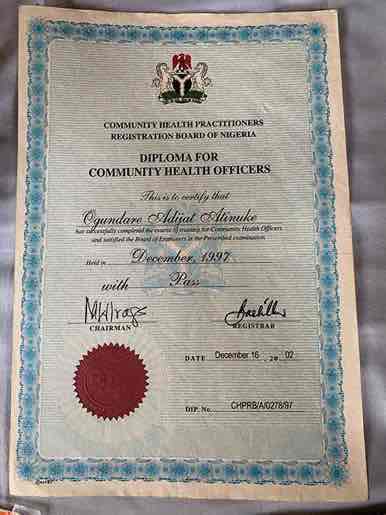 COMMUNITY HEALTH PRACTITIONERS
REGISTRATION BOARD OF NIGERIA
DIPLOMA FOR
COMMUNITY HEALTH OFFICERS
This is to certify that
Ogundare Adijat Atinuke
has successfully completed the course of training for Community Health Officers
and satisfied the Board of Examiners in the Prescribed examination.
Held in December, 1997
with Pass
CHAIRMAN REGISTRAR
DATE December 16, 20 02
DIP. No. CHPRB/A/0278/97